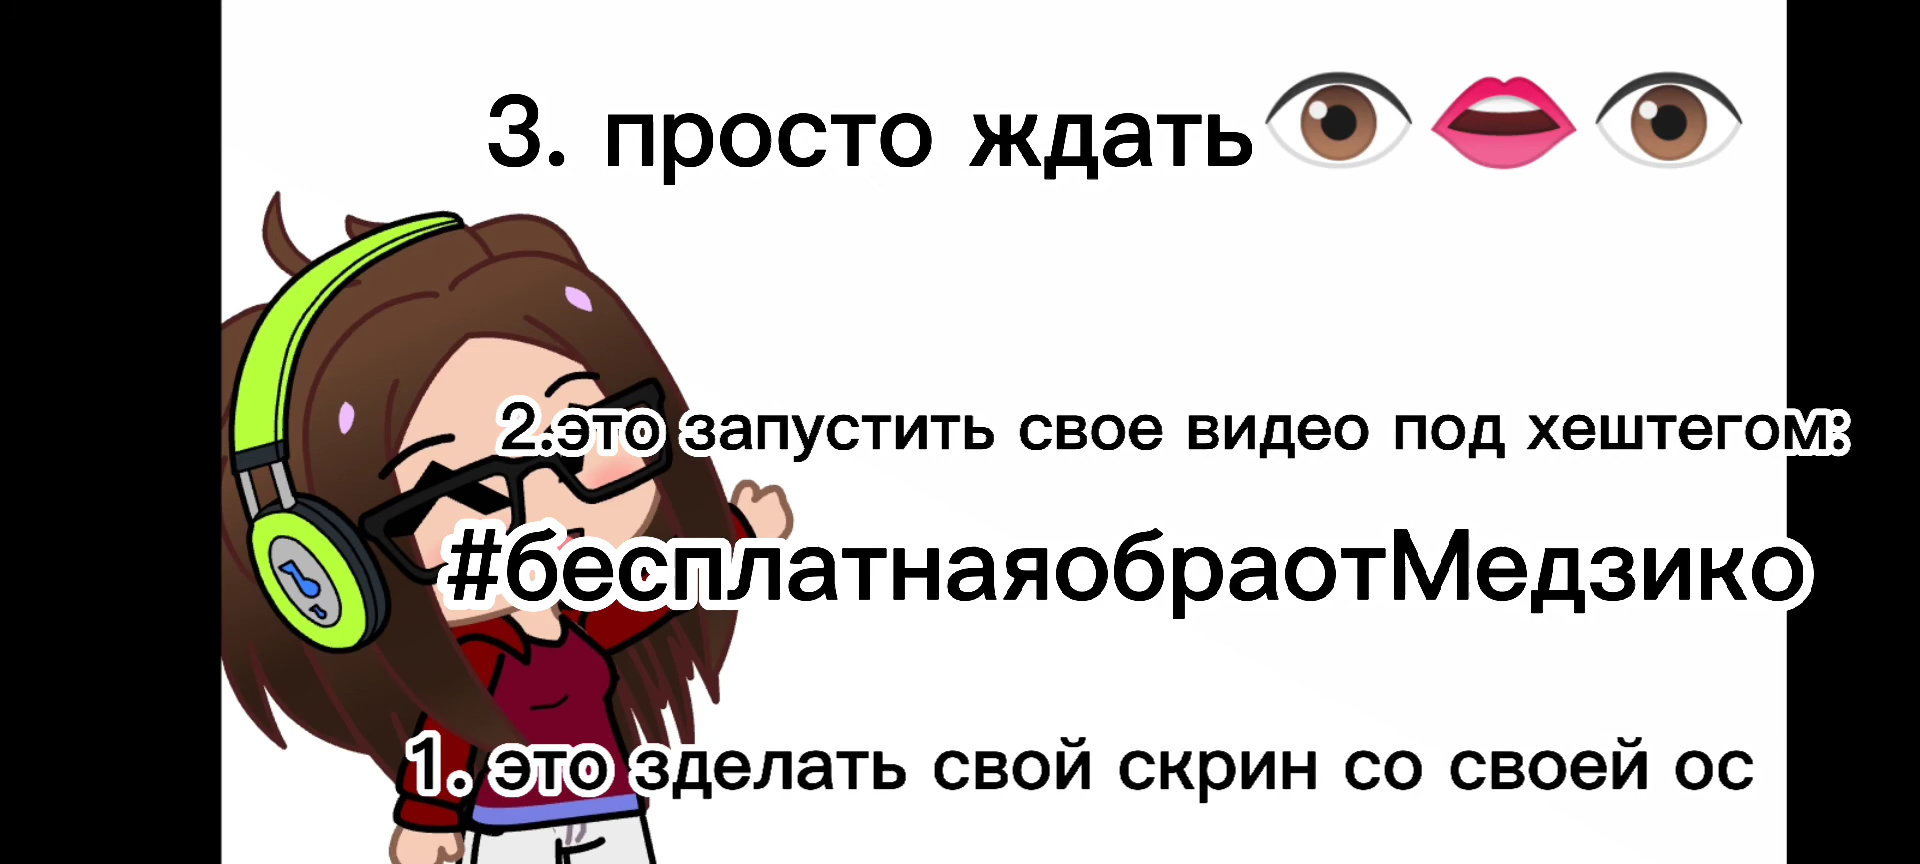 3. просто ждать👁️👄👁️
2.это запустить свое видео под хештегом:
#бесплатнаяобраотМедзико
1. это зделать свой скрин со своей ос